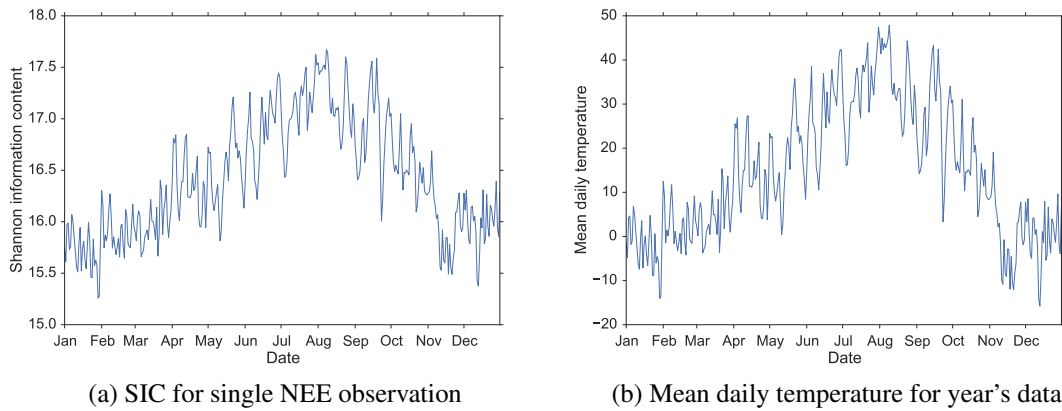 18.0
17.5
17.0
16.5
16.0
15.5
15.0
Shannon information content
Jan Feb Mar Apr May Jun Jul Aug Sep Oct Nov Dec
Date
(a) SIC for single NEE observation
50
40
30
20
10
0
−10
−20
Mean daily temperature
Jan Feb Mar Apr May Jun Jul Aug Sep Oct Nov Dec
Date
(b) Mean daily temperature for year's data